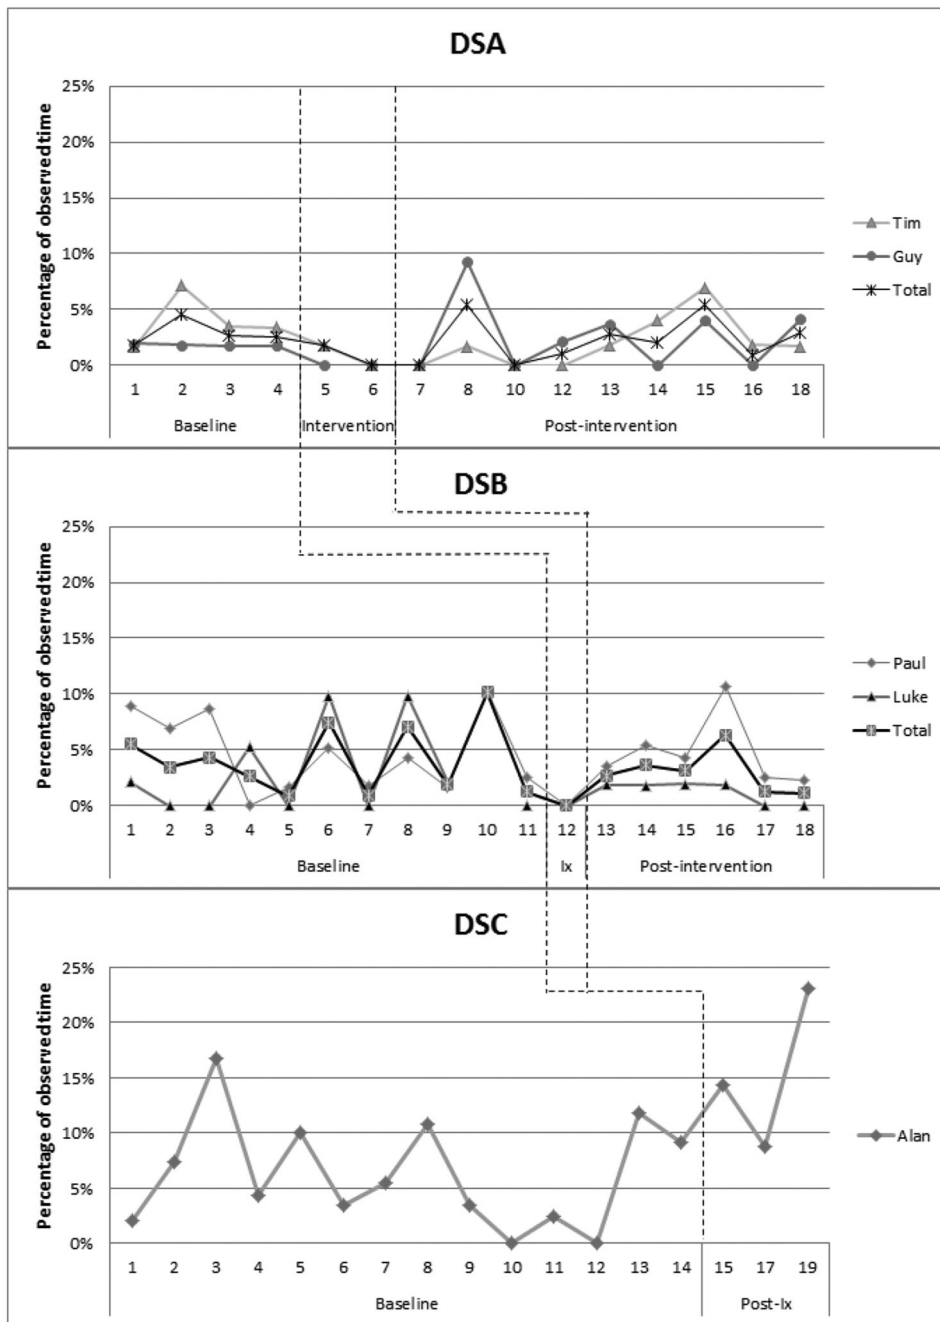 DSA
Percentage of observedtime
25%
20%
15%
10%
5%
0%
1 2 3 4 5 6 7 8 10 12 13 14 15 16 18
Baseline Intervention Post-intervention
Tim
Guy
Total
DSB
Percentage of observedtime
25%
20%
15%
10%
5%
0%
1 2 3 4 5 6 7 8 9 10 11 12 13 14 15 16 17 18
Baseline Ix Post-intervention
Paul
Luke
Total
DSC
Percentage of observedtime
25%
20%
15%
10%
5%
0%
1 2 3 4 5 6 7 8 9 10 11 12 13 14 15 17 19
Baseline Post-Ix
Alan